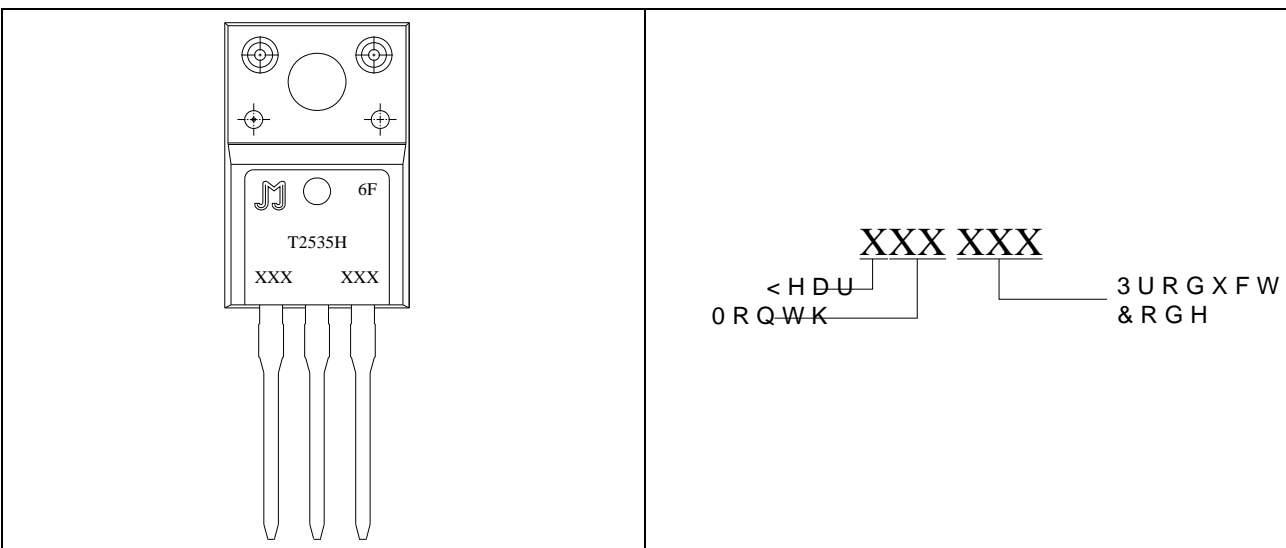 6F
T2535H
XXX XXX
XXX XXX
<HDU
0RQWK
3URGXFW
&RGH